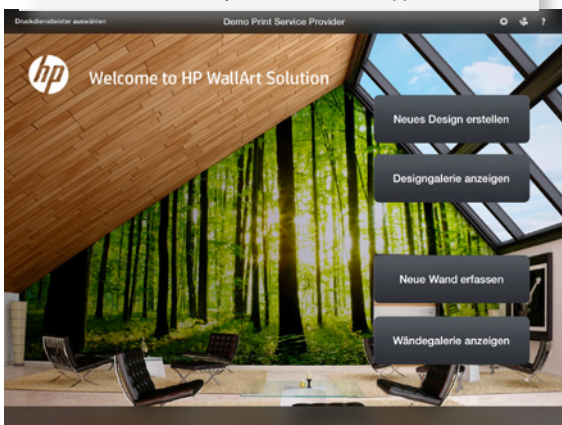 Druckdienstleister auswählen
Demo Print Service Provider
?
hp
Welcome to HP WallArt Solution
Neues Design erstellen
Designgalerie anzeigen
Neue Wand erfassen
Wändegalerie anzeigen